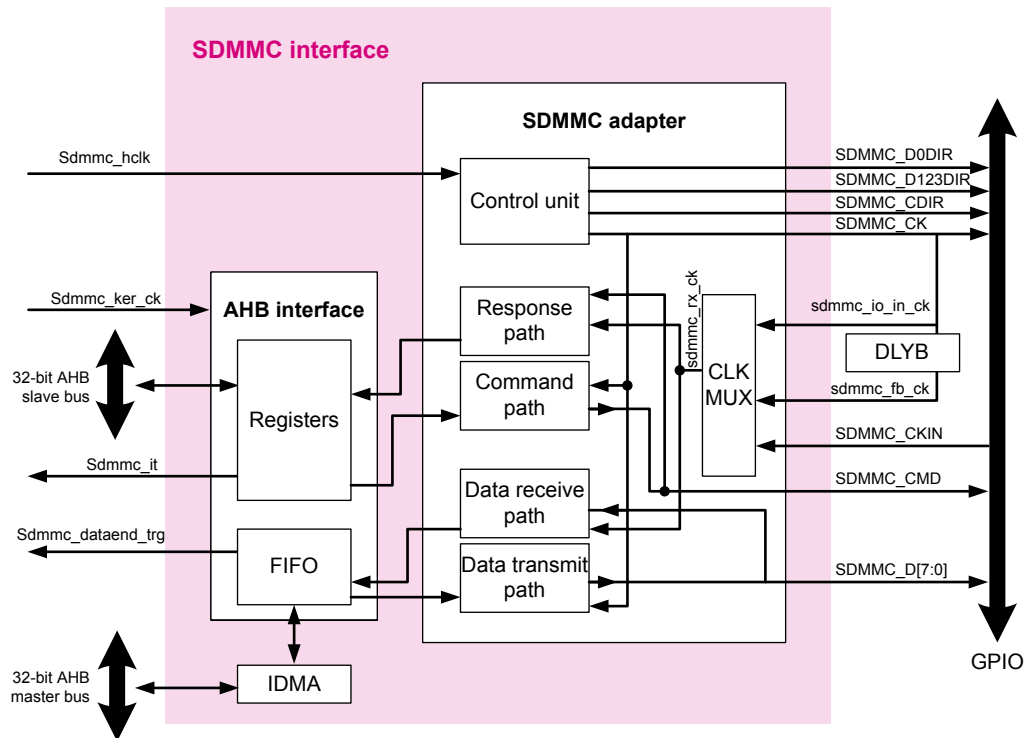 SDMMC interface
SDMMC adapter
Sdmmc_hclk
Control unit
SDMMC_D0DIR
SDMMC_D123DIR
SDMMC_CDIR
SDMMC_CK
Sdmmc_ker_ck
AHB interface
Response
path
sdmmc_rx_ck
sdmmc_io_in_ck
DLYB
CLK
MUX
sdmmc_fb_ck
32-bit AHB
slave bus
Registers
Command
path
SDMMC_CKIN
Sdmmc_it
SDMMC_CMD
Data receive
path
Sdmmc_dataend_trg
FIFO
Data transmit
path
SDMMC_D[7:0]
GPIO
32-bit AHB
master bus
IDMA